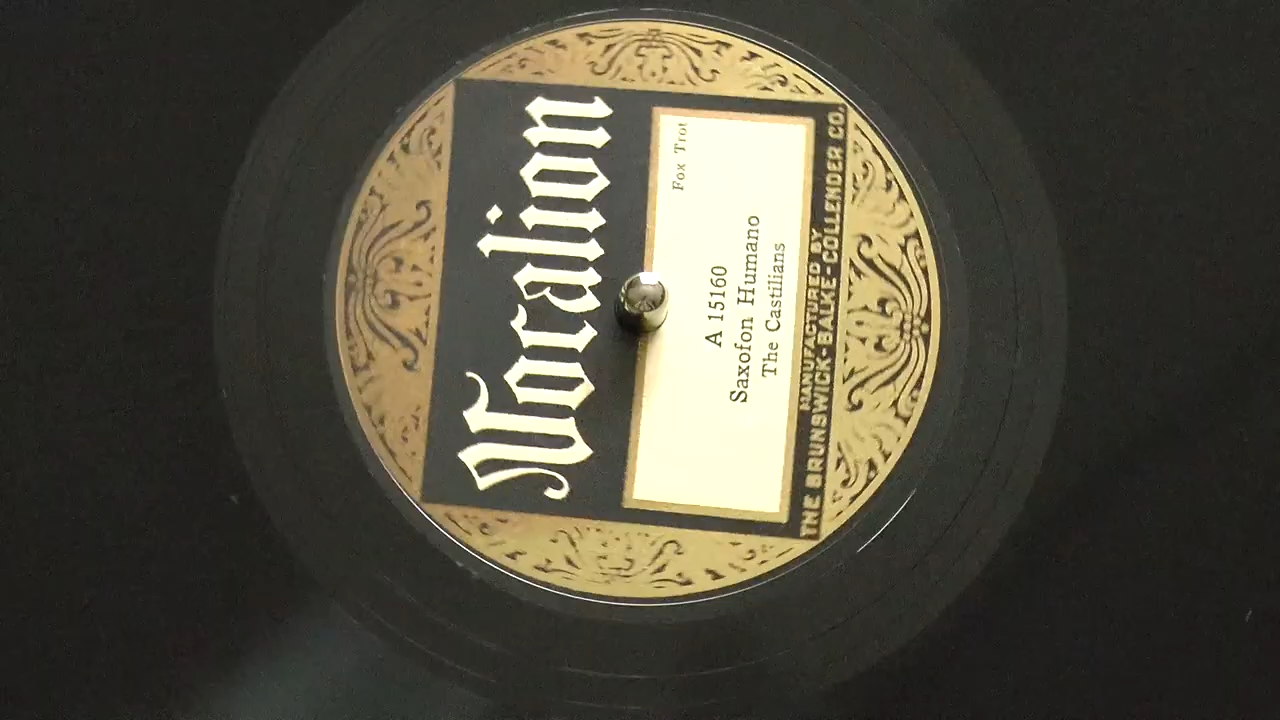 Vocalion
Fox Trot
A 15160
Saxofon Humano
The Castilians
MANUFACTURED BY
THE BRUNSWICK-BALKE-COLLENDER CO.